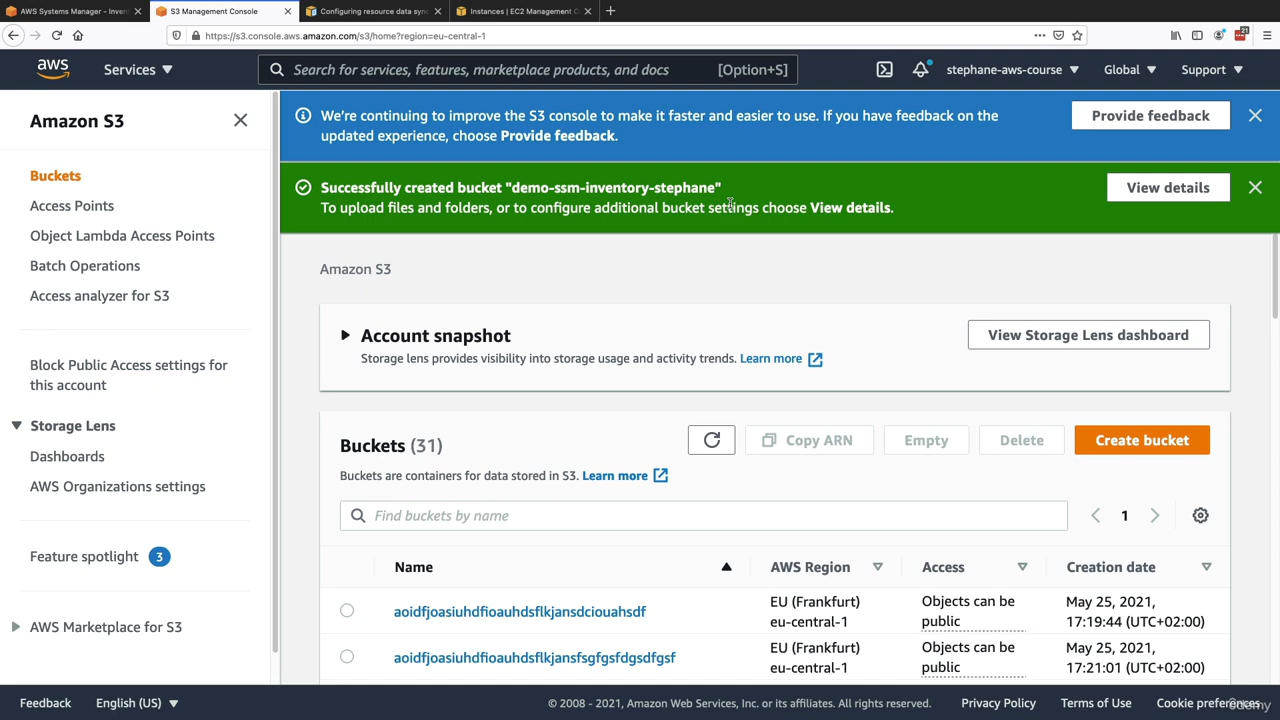 AWS Systems Manager - Inven
S3 Management Console
Configuring resource data sync
Instances | EC2 Management C
https://s3.console.aws.amazon.com/s3/home?region=eu-central-1
21
aws
Services
Search for services, features, marketplace products, and docs
[Option+S]
stephane-aws-course
Global
Support
Amazon S3
Buckets
Access Points
Object Lambda Access Points
Batch Operations
Access analyzer for S3
Block Public Access settings for
this account
Storage Lens
Dashboards
AWS Organizations settings
Feature spotlight 3
AWS Marketplace for S3
We're continuing to improve the S3 console to make it faster and easier to use. If you have feedback on the
updated experience, choose Provide feedback.
Provide feedback
Successfully created bucket "demo-ssm-inventory-stephane"
To upload files and folders, or to configure additional bucket settings choose View details.
View details
Amazon S3
Account snapshot
Storage lens provides visibility into storage usage and activity trends. Learn more
View Storage Lens dashboard
Buckets (31)
Buckets are containers for data stored in S3. Learn more
Copy ARN
Empty
Delete
Create bucket
Find buckets by name
1
Name AWS Region Access Creation date
aoidfjoasiuhdfioauhdsflkjansdciouahsdf
EU (Frankfurt)
eu-central-1
Objects can be
public
May 25, 2021,
17:19:44 (UTC+02:00)
aoidfjoasiuhdfioauhdsflkjansfsgfgsfdgsdfgsf
EU (Frankfurt)
eu-central-1
Objects can be
public
May 25, 2021,
17:21:01 (UTC+02:00)
Feedback
English (US)
© 2008 - 2021, Amazon Web Services, Inc. or its affiliates. All rights reserved.
Privacy Policy
Terms of Use
Cookie preferences